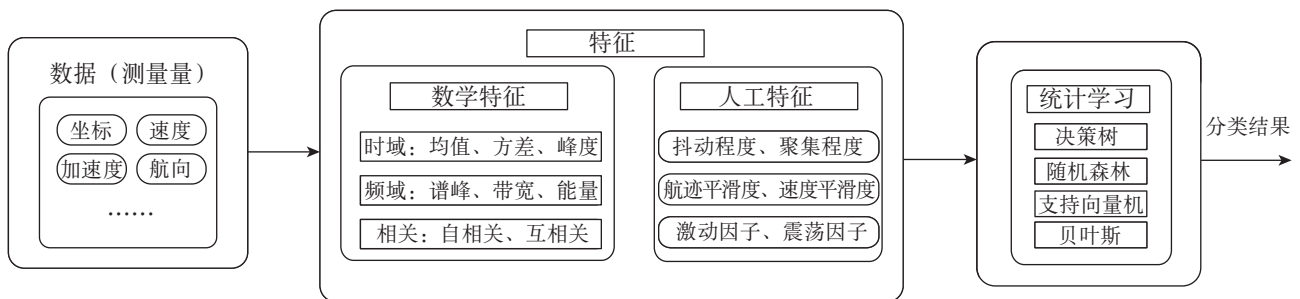 数据（测量量）
坐标
速度
加速度
航向
……
特征
数学特征
时域：均值、方差、峰度
频域：谱峰、带宽、能量
相关：自相关、互相关
人工特征
抖动程度、聚集程度
航迹平滑度、速度平滑度
激动因子、震荡因子
统计学习
决策树
随机森林
支持向量机
贝叶斯
分类结果